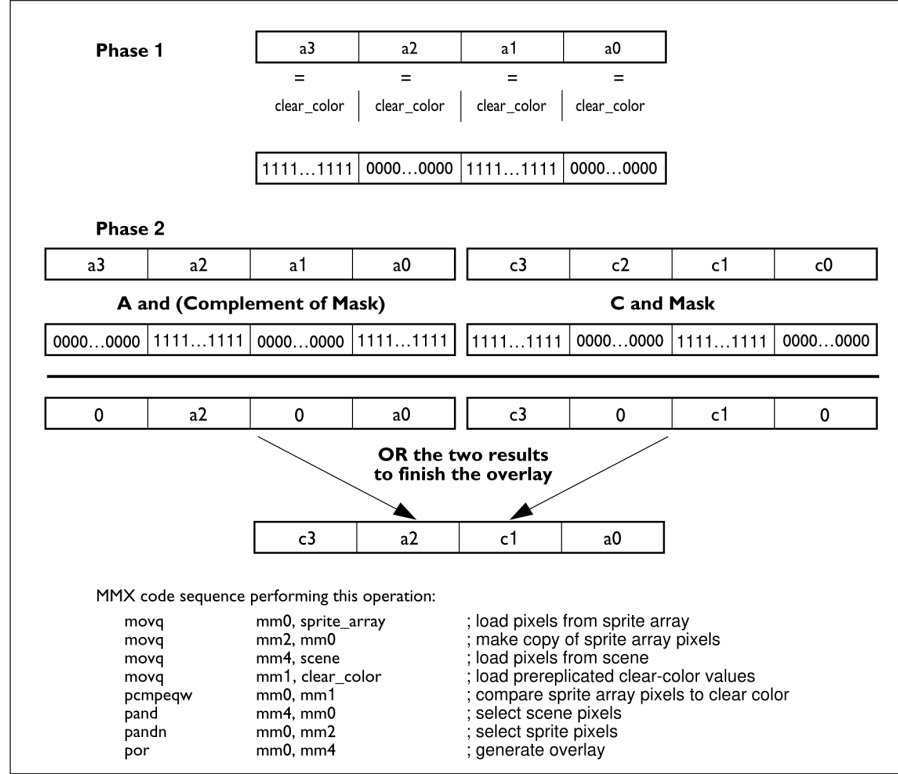 Phase 1
a3 a2 a1 a0
= = = =
clear_color clear_color clear_color clear_color
1111...1111 0000...0000 1111...1111 0000...0000
Phase 2
a3 a2 a1 a0 c3 c2 c1 c0
A and (Complement of Mask) C and Mask
0000...0000 1111...1111 0000...0000 1111...1111 1111...1111 0000...0000 1111...1111 0000...0000
0 a2 0 a0 c3 0 c1 0
OR the two results
to finish the overlay
c3 a2 c1 a0
MMX code sequence performing this operation:
movq mm0, sprite_array ; load pixels from sprite array
movq mm2, mm0 ; make copy of sprite array pixels
movq mm4, scene ; load pixels from scene
movq mm1, clear_color ; load prereplicated clear-color values
pcmpeqw mm0, mm1 ; compare sprite array pixels to clear color
pand mm4, mm0 ; select scene pixels
pandn mm0, mm2 ; select sprite pixels
por mm0, mm4 ; generate overlay